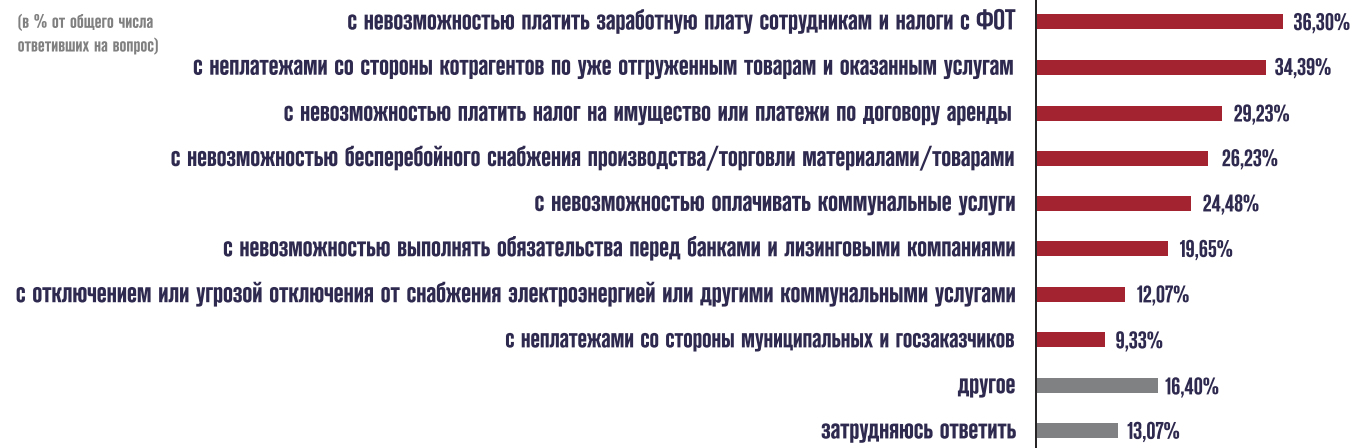 (в % от общего числа
ответивших на вопрос)
с невозможностью платить заработную плату сотрудникам и налоги с ФОТ 36,30%
с неплатежами со стороны котрагентов по уже отгруженным товарам и оказанным услугам 34,39%
с невозможностью платить налог на имущество или платежи по договору аренды 29,23%
с невозможностью бесперебойного снабжения производства/торговли материалами/товарами 26,23%
с невозможностью оплачивать коммунальные услуги 24,48%
с невозможностью выполнять обязательства перед банками и лизинговыми компаниями 19,65%
с отключением или угрозой отключения от снабжения электроэнергией или другими коммунальными услугами 12,07%
с неплатежами со стороны муниципальных и госзаказчиков 9,33%
другое 16,40%
затрудняюсь ответить 13,07%